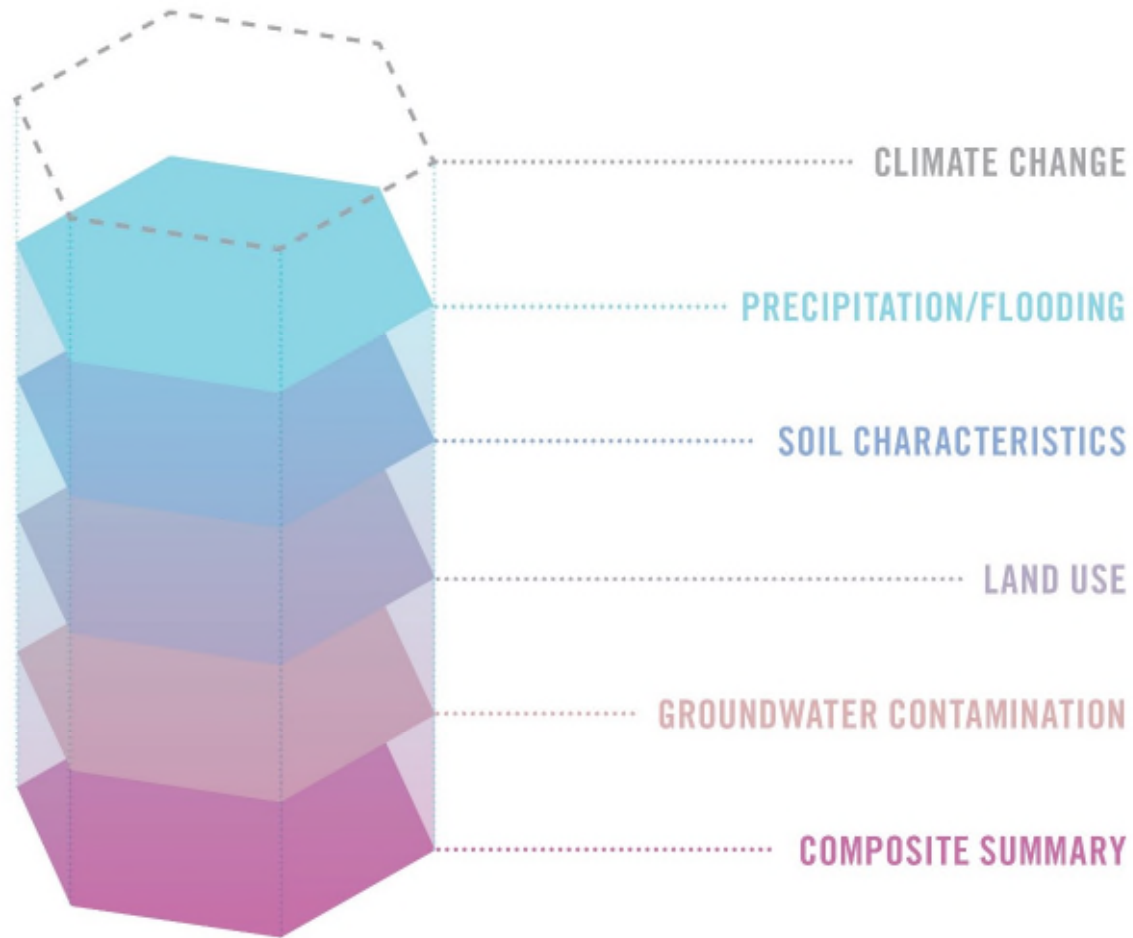 CLIMATE CHANGE
PRECIPITATION/FLOODING
SOIL CHARACTERISTICS
LAND USE
GROUNDWATER CONTAMINATION
COMPOSITE SUMMARY